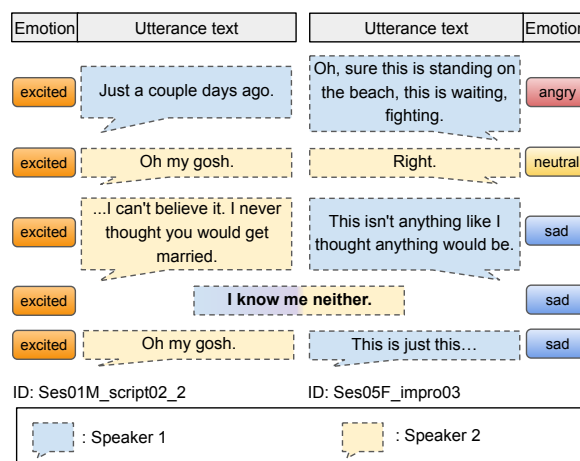 Emotion Utterance text Utterance text Emotion
excited
Just a couple days ago.
Oh, sure this is standing on
the beach, this is waiting,
fighting.
angry
excited
Oh my gosh.
Right.
neutral
excited
...I can't believe it. I never
thought you would get
married.
This isn't anything like I
thought anything would be.
sad
excited
I know me neither.
sad
excited
Oh my gosh.
This is just this…
sad
ID: Ses01M_script02_2
ID: Ses05F_impro03
: Speaker 1
: Speaker 2